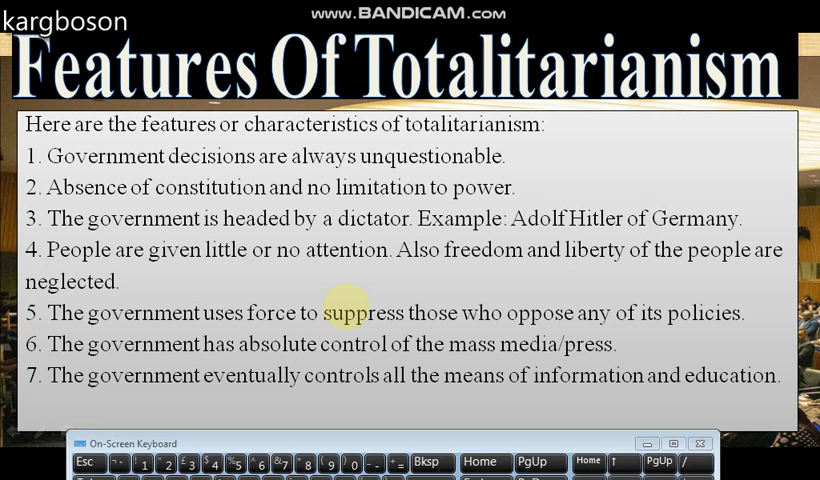 www.BANDICAM.com
kargboson
Features Of Totalitarianism
Here are the features or characteristics of totalitarianism:
1. Government decisions are always unquestionable.
2. Absence of constitution and no limitation to power.
3. The government is headed by a dictator. Example: Adolf Hitler of Germany.
4. People are given little or no attention. Also freedom and liberty of the people are
neglected.
5. The government uses force to suppress those who oppose any of its policies.
6. The government has absolute control of the mass media/press.
7. The government eventually controls all the means of information and education.
On-Screen Keyboard
Esc ¬ ` ! 1 " 2 £ 3 $ 4 % 5 ^ 6 & 7 * 8 ( 9 ) 0 _ - + = Bksp Home PgUp Home ↑ PgUp /